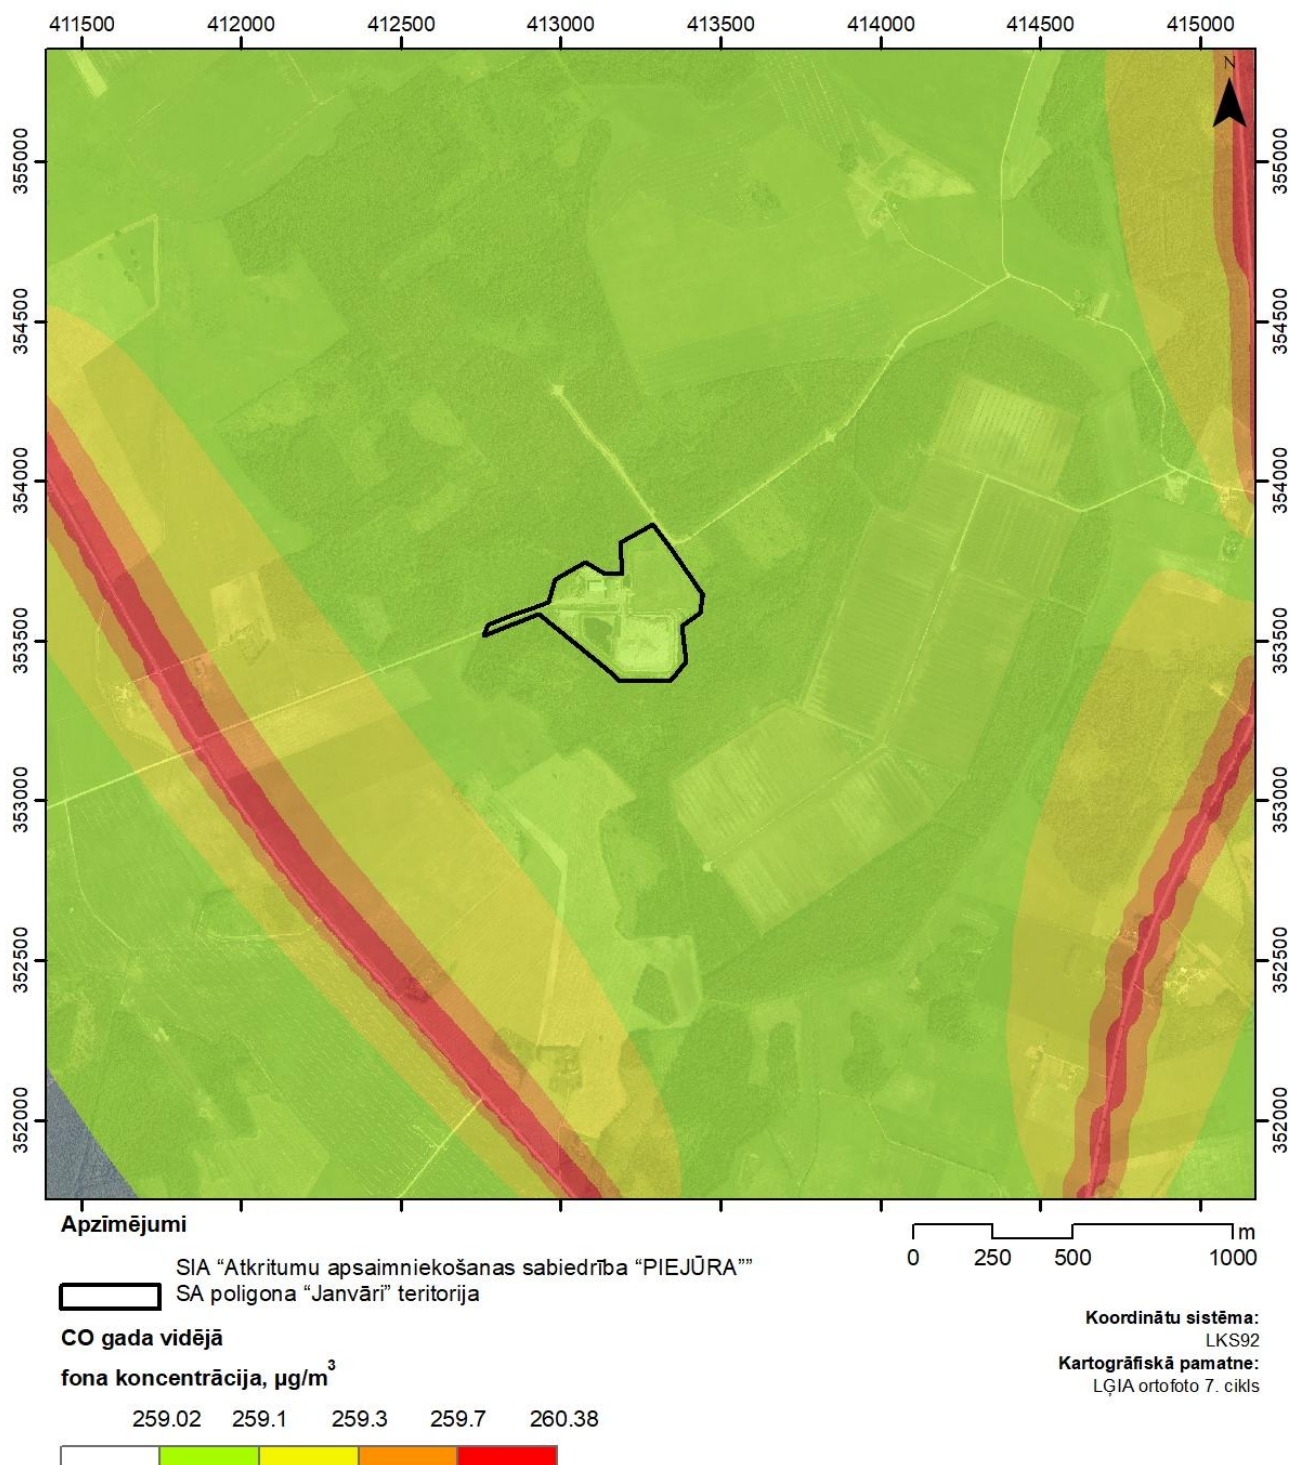 411500 412000 412500 413000 413500 414000 414500 415000
N
355000 355000
354500 354500
354000 354000
353500 353500
353000 353000
352500 352500
352000 352000
Apzīmējumi
SIA “Atkritumu apsaimniekošanas sabiedrība “PIEJŪRA””
SA poligona “Janvāri” teritorija
CO gada vidējā
fona koncentrācija, µg/m³
259.02 259.1 259.3 259.7 260.38
m
0 250 500 1000
Koordinātu sistēma:
LKS92
Kartogrāfiskā pamatne:
LĢIA ortofoto 7. cikls